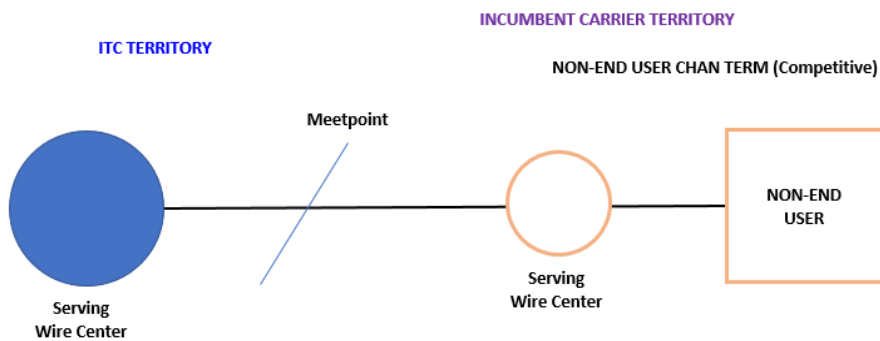 INCUMBENT CARRIER TERRITORY
ITC TERRITORY
NON-END USER CHAN TERM (Competitive)
Meetpoint
NON-END
USER
Serving
Wire Center
Serving
Wire Center